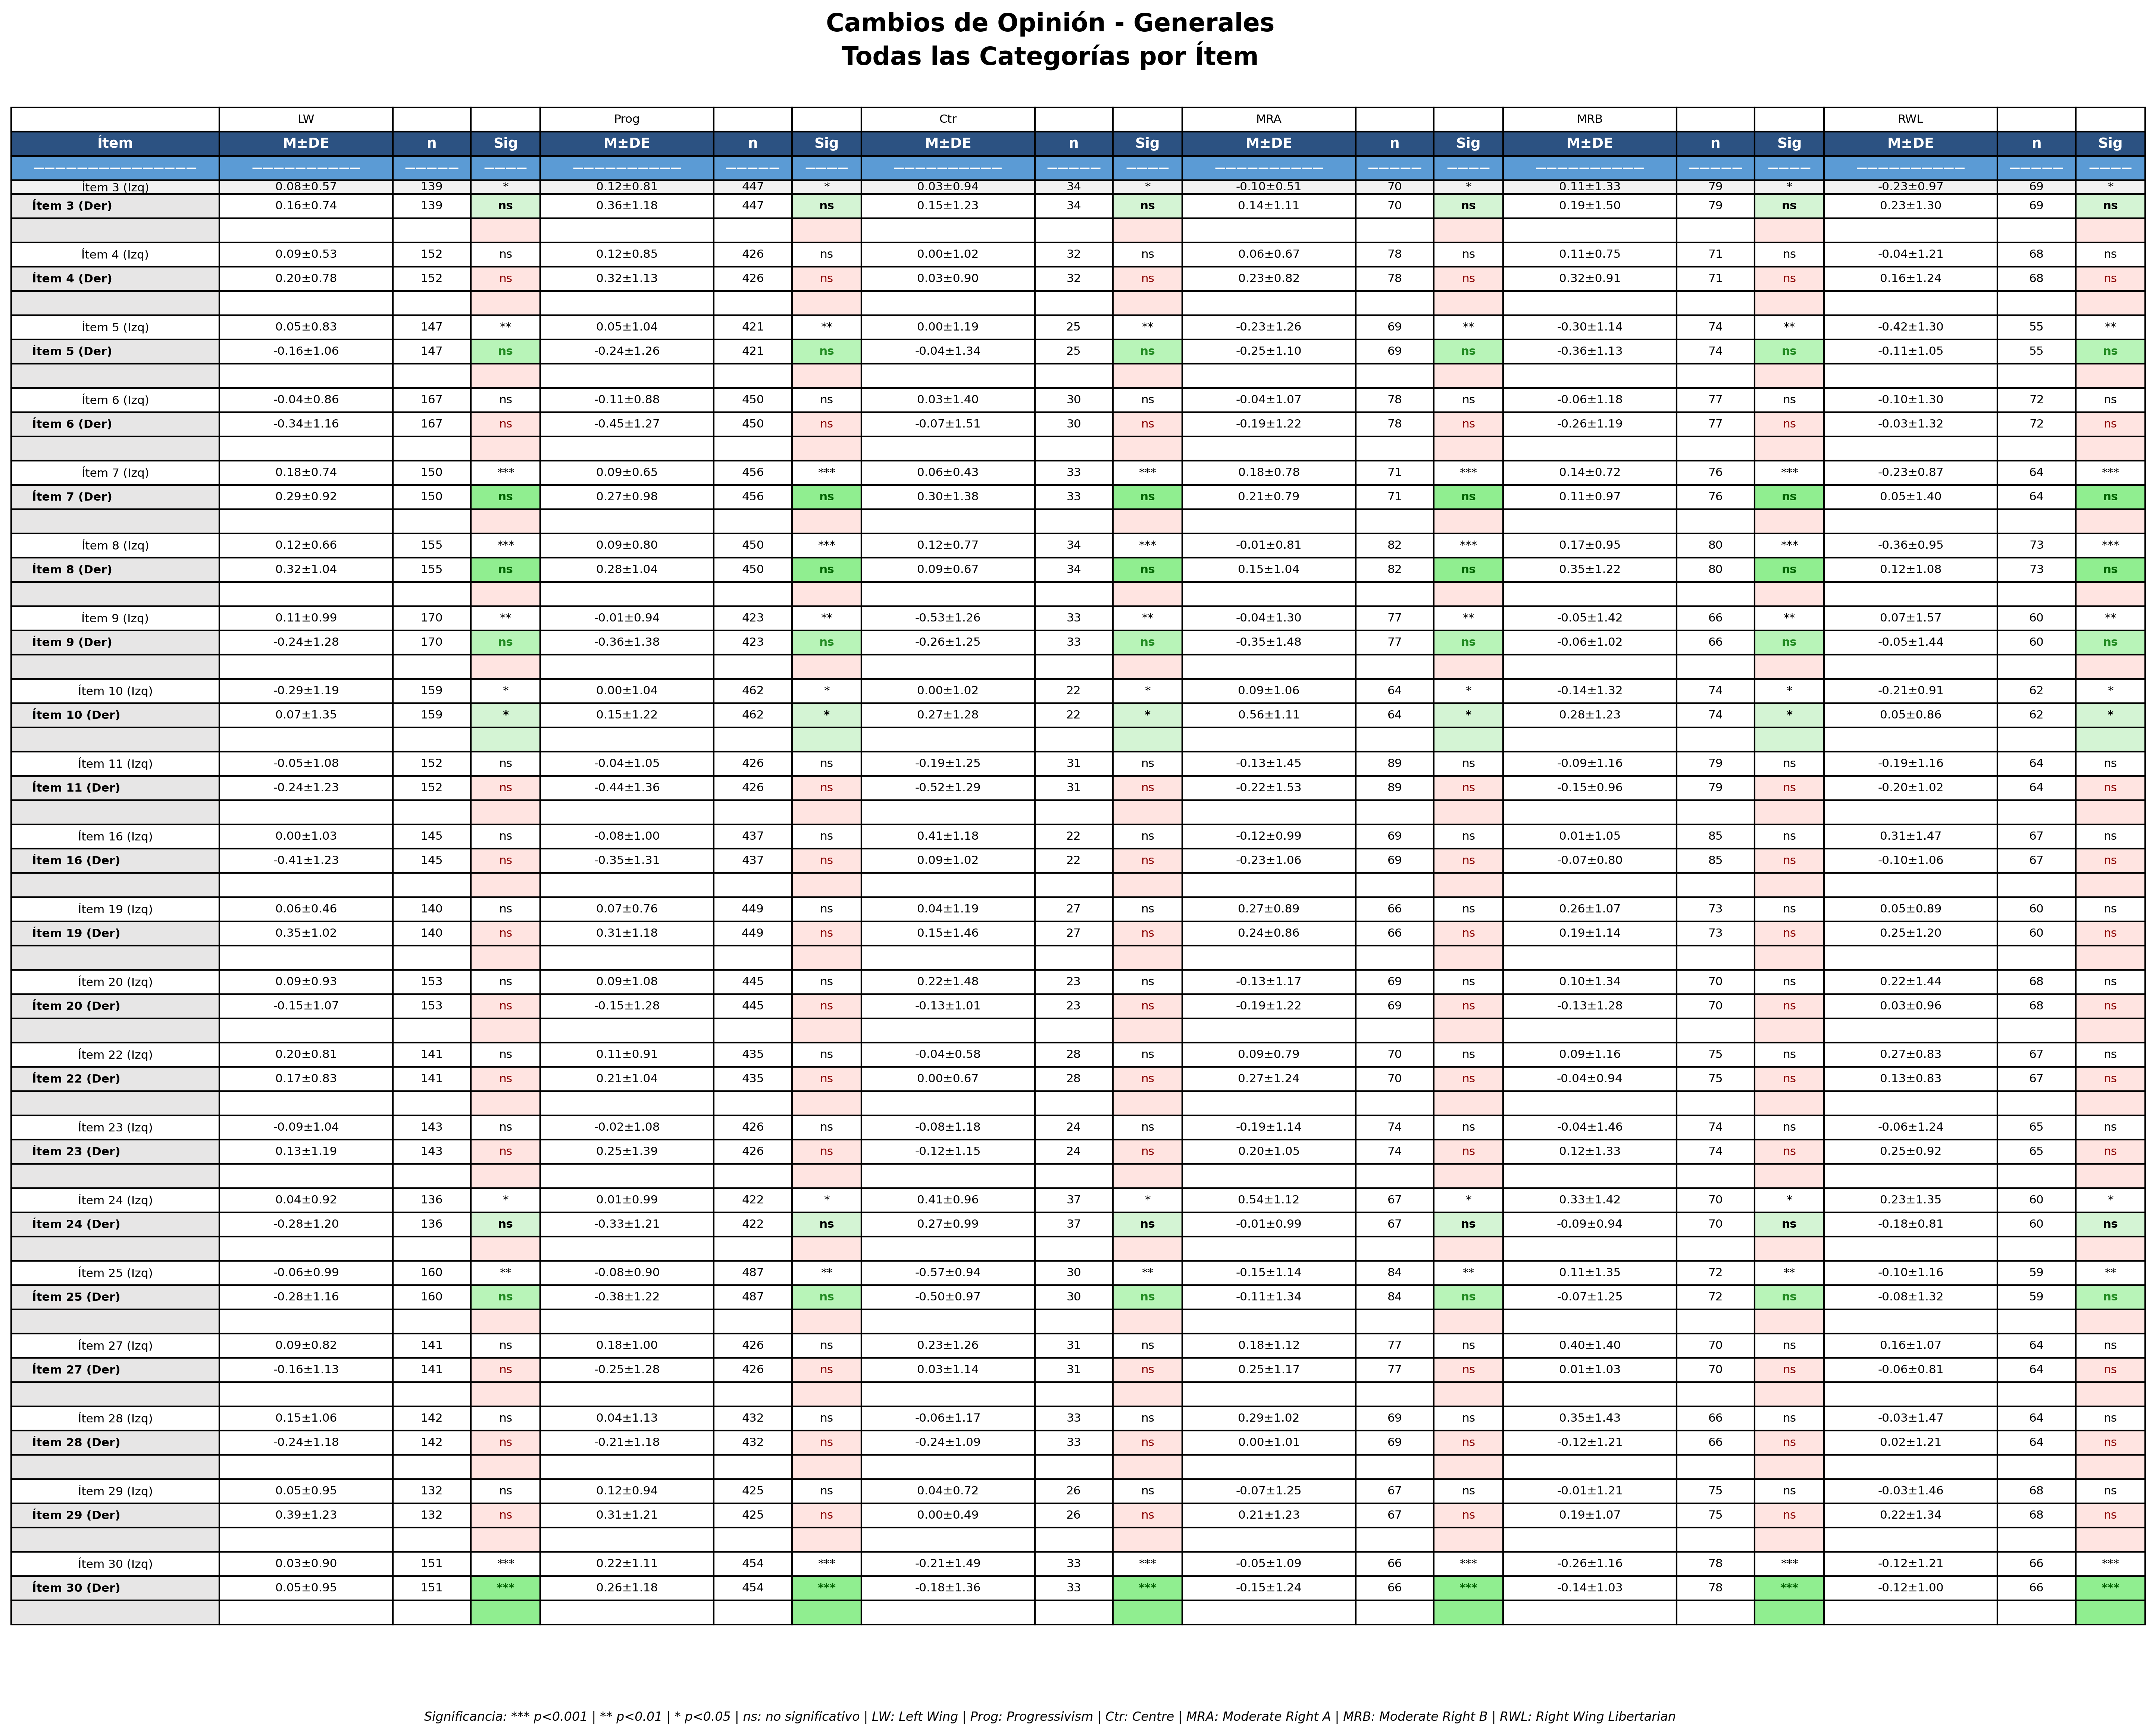 Cambios de Opinión - Generales
Todas las Categorías por Ítem
LW Prog Ctr MRA MRB RWL
Ítem M±DE n Sig M±DE n Sig M±DE n Sig M±DE n Sig M±DE n Sig M±DE n Sig
——————————————— —————————— ————— ———— —————————— ————— ———— —————————— ————— ———— —————————— ————— ———— —————————— ————— ———— —————————— ————— ————
Ítem 3 (Izq) 0.08±0.57 139 * 0.12±0.81 447 * 0.03±0.94 34 * -0.10±0.51 70 * 0.11±1.33 79 * -0.23±0.97 69 *
Ítem 3 (Der) 0.16±0.74 139 ns 0.36±1.18 447 ns 0.15±1.23 34 ns 0.14±1.11 70 ns 0.19±1.50 79 ns 0.23±1.30 69 ns
Ítem 4 (Izq) 0.09±0.53 152 ns 0.12±0.85 426 ns 0.00±1.02 32 ns 0.06±0.67 78 ns 0.11±0.75 71 ns -0.04±1.21 68 ns
Ítem 4 (Der) 0.20±0.78 152 ns 0.32±1.13 426 ns 0.03±0.90 32 ns 0.23±0.82 78 ns 0.32±0.91 71 ns 0.16±1.24 68 ns
Ítem 5 (Izq) 0.05±0.83 147 ** 0.05±1.04 421 ** 0.00±1.19 25 ** -0.23±1.26 69 ** -0.30±1.14 74 ** -0.42±1.30 55 **
Ítem 5 (Der) -0.16±1.06 147 ns -0.24±1.26 421 ns -0.04±1.34 25 ns -0.25±1.10 69 ns -0.36±1.13 74 ns -0.11±1.05 55 ns
Ítem 6 (Izq) -0.04±0.86 167 ns -0.11±0.88 450 ns 0.03±1.40 30 ns -0.04±1.07 78 ns -0.06±1.18 77 ns -0.10±1.30 72 ns
Ítem 6 (Der) -0.34±1.16 167 ns -0.45±1.27 450 ns -0.07±1.51 30 ns -0.19±1.22 78 ns -0.26±1.19 77 ns -0.03±1.32 72 ns
Ítem 7 (Izq) 0.18±0.74 150 *** 0.09±0.65 456 *** 0.06±0.43 33 *** 0.18±0.78 71 *** 0.14±0.72 76 *** -0.23±0.87 64 ***
Ítem 7 (Der) 0.29±0.92 150 ns 0.27±0.98 456 ns 0.30±1.38 33 ns 0.21±0.79 71 ns 0.11±0.97 76 ns 0.05±1.40 64 ns
Ítem 8 (Izq) 0.12±0.66 155 *** 0.09±0.80 450 *** 0.12±0.77 34 *** -0.01±0.81 82 *** 0.17±0.95 80 *** -0.36±0.95 73 ***
Ítem 8 (Der) 0.32±1.04 155 ns 0.28±1.04 450 ns 0.09±0.67 34 ns 0.15±1.04 82 ns 0.35±1.22 80 ns 0.12±1.08 73 ns
Ítem 9 (Izq) 0.11±0.99 170 ** -0.01±0.94 423 ** -0.53±1.26 33 ** -0.04±1.30 77 ** -0.05±1.42 66 ** 0.07±1.57 60 **
Ítem 9 (Der) -0.24±1.28 170 ns -0.36±1.38 423 ns -0.26±1.25 33 ns -0.35±1.48 77 ns -0.06±1.02 66 ns -0.05±1.44 60 ns
Ítem 10 (Izq) -0.29±1.19 159 * 0.00±1.04 462 * 0.00±1.02 22 * 0.09±1.06 64 * -0.14±1.32 74 * -0.21±0.91 62 *
Ítem 10 (Der) 0.07±1.35 159 * 0.15±1.22 462 * 0.27±1.28 22 * 0.56±1.11 64 * 0.28±1.23 74 * 0.05±0.86 62 *
Ítem 11 (Izq) -0.05±1.08 152 ns -0.04±1.05 426 ns -0.19±1.25 31 ns -0.13±1.45 89 ns -0.09±1.16 79 ns -0.19±1.16 64 ns
Ítem 11 (Der) -0.24±1.23 152 ns -0.44±1.36 426 ns -0.52±1.29 31 ns -0.22±1.53 89 ns -0.15±0.96 79 ns -0.20±1.02 64 ns
Ítem 16 (Izq) 0.00±1.03 145 ns -0.08±1.00 437 ns 0.41±1.18 22 ns -0.12±0.99 69 ns 0.01±1.05 85 ns 0.31±1.47 67 ns
Ítem 16 (Der) -0.41±1.23 145 ns -0.35±1.31 437 ns 0.09±1.02 22 ns -0.23±1.06 69 ns -0.07±0.80 85 ns -0.10±1.06 67 ns
Ítem 19 (Izq) 0.06±0.46 140 ns 0.07±0.76 449 ns 0.04±1.19 27 ns 0.27±0.89 66 ns 0.26±1.07 73 ns 0.05±0.89 60 ns
Ítem 19 (Der) 0.35±1.02 140 ns 0.31±1.18 449 ns 0.15±1.46 27 ns 0.24±0.86 66 ns 0.19±1.14 73 ns 0.25±1.20 60 ns
Ítem 20 (Izq) 0.09±0.93 153 ns 0.09±1.08 445 ns 0.22±1.48 23 ns -0.13±1.17 69 ns 0.10±1.34 70 ns 0.22±1.44 68 ns
Ítem 20 (Der) -0.15±1.07 153 ns -0.15±1.28 445 ns -0.13±1.01 23 ns -0.19±1.22 69 ns -0.13±1.28 70 ns 0.03±0.96 68 ns
Ítem 22 (Izq) 0.20±0.81 141 ns 0.11±0.91 435 ns -0.04±0.58 28 ns 0.09±0.79 70 ns 0.09±1.16 75 ns 0.27±0.83 67 ns
Ítem 22 (Der) 0.17±0.83 141 ns 0.21±1.04 435 ns 0.00±0.67 28 ns 0.27±1.24 70 ns -0.04±0.94 75 ns 0.13±0.83 67 ns
Ítem 23 (Izq) -0.09±1.04 143 ns -0.02±1.08 426 ns -0.08±1.18 24 ns -0.19±1.14 74 ns -0.04±1.46 74 ns -0.06±1.24 65 ns
Ítem 23 (Der) 0.13±1.19 143 ns 0.25±1.39 426 ns -0.12±1.15 24 ns 0.20±1.05 74 ns 0.12±1.33 74 ns 0.25±0.92 65 ns
Ítem 24 (Izq) 0.04±0.92 136 * 0.01±0.99 422 * 0.41±0.96 37 * 0.54±1.12 67 * 0.33±1.42 70 * 0.23±1.35 60 *
Ítem 24 (Der) -0.28±1.20 136 ns -0.33±1.21 422 ns 0.27±0.99 37 ns -0.01±0.99 67 ns -0.09±0.94 70 ns -0.18±0.81 60 ns
Ítem 25 (Izq) -0.06±0.99 160 ** -0.08±0.90 487 ** -0.57±0.94 30 ** -0.15±1.14 84 ** 0.11±1.35 72 ** -0.10±1.16 59 **
Ítem 25 (Der) -0.28±1.16 160 ns -0.38±1.22 487 ns -0.50±0.97 30 ns -0.11±1.34 84 ns -0.07±1.25 72 ns -0.08±1.32 59 ns
Ítem 27 (Izq) 0.09±0.82 141 ns 0.18±1.00 426 ns 0.23±1.26 31 ns 0.18±1.12 77 ns 0.40±1.40 70 ns 0.16±1.07 64 ns
Ítem 27 (Der) -0.16±1.13 141 ns -0.25±1.28 426 ns 0.03±1.14 31 ns 0.25±1.17 77 ns 0.01±1.03 70 ns -0.06±0.81 64 ns
Ítem 28 (Izq) 0.15±1.06 142 ns 0.04±1.13 432 ns -0.06±1.17 33 ns 0.29±1.02 69 ns 0.35±1.43 66 ns -0.03±1.47 64 ns
Ítem 28 (Der) -0.24±1.18 142 ns -0.21±1.18 432 ns -0.24±1.09 33 ns 0.00±1.01 69 ns -0.12±1.21 66 ns 0.02±1.21 64 ns
Ítem 29 (Izq) 0.05±0.95 132 ns 0.12±0.94 425 ns 0.04±0.72 26 ns -0.07±1.25 67 ns -0.01±1.21 75 ns -0.03±1.46 68 ns
Ítem 29 (Der) 0.39±1.23 132 ns 0.31±1.21 425 ns 0.00±0.49 26 ns 0.21±1.23 67 ns 0.19±1.07 75 ns 0.22±1.34 68 ns
Ítem 30 (Izq) 0.03±0.90 151 *** 0.22±1.11 454 *** -0.21±1.49 33 *** -0.05±1.09 66 *** -0.26±1.16 78 *** -0.12±1.21 66 ***
Ítem 30 (Der) 0.05±0.95 151 *** 0.26±1.18 454 *** -0.18±1.36 33 *** -0.15±1.24 66 *** -0.14±1.03 78 *** -0.12±1.00 66 ***
Significancia: *** p<0.001 | ** p<0.01 | * p<0.05 | ns: no significativo | LW: Left Wing | Prog: Progressivism | Ctr: Centre | MRA: Moderate Right A | MRB: Moderate Right B | RWL: Right Wing Libertarian